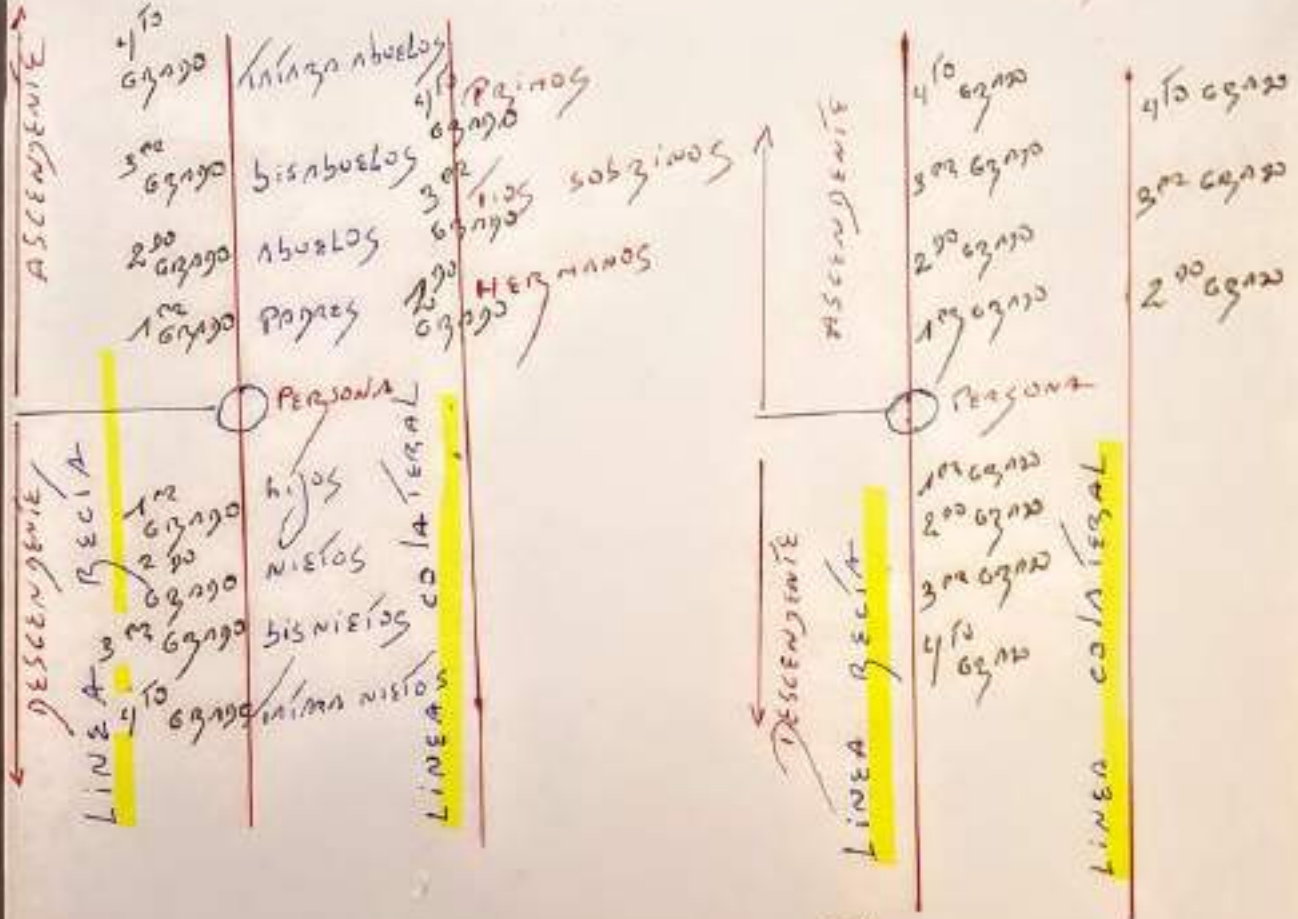 ASCENDENTE
4to GRADO
TATARA ABUELOS
3er GRADO
BISABUELOS
2do GRADO
ABUELOS
1er GRADO
PADRES
PERSONA
1er GRADO
hijos
2do GRADO
NIETOS
3er GRADO
BISNIETOS
4to GRADO
TATARA NIETOS
DESCENDENTE
LINEA RECTA
4to GRADO
PRIMOS
3er GRADO
TIOS SOBRINOS
2do GRADO
HERMANOS
LINEA COLATERAL
ASCENDENTE
4to GRADO
3er GRADO
2do GRADO
1er GRADO
PERSONA
1er GRADO
2do GRADO
3er GRADO
4to GRADO
DESCENDENTE
LINEA RECTA
4to GRADO
3er GRADO
2do GRADO
LINEA COLATERAL